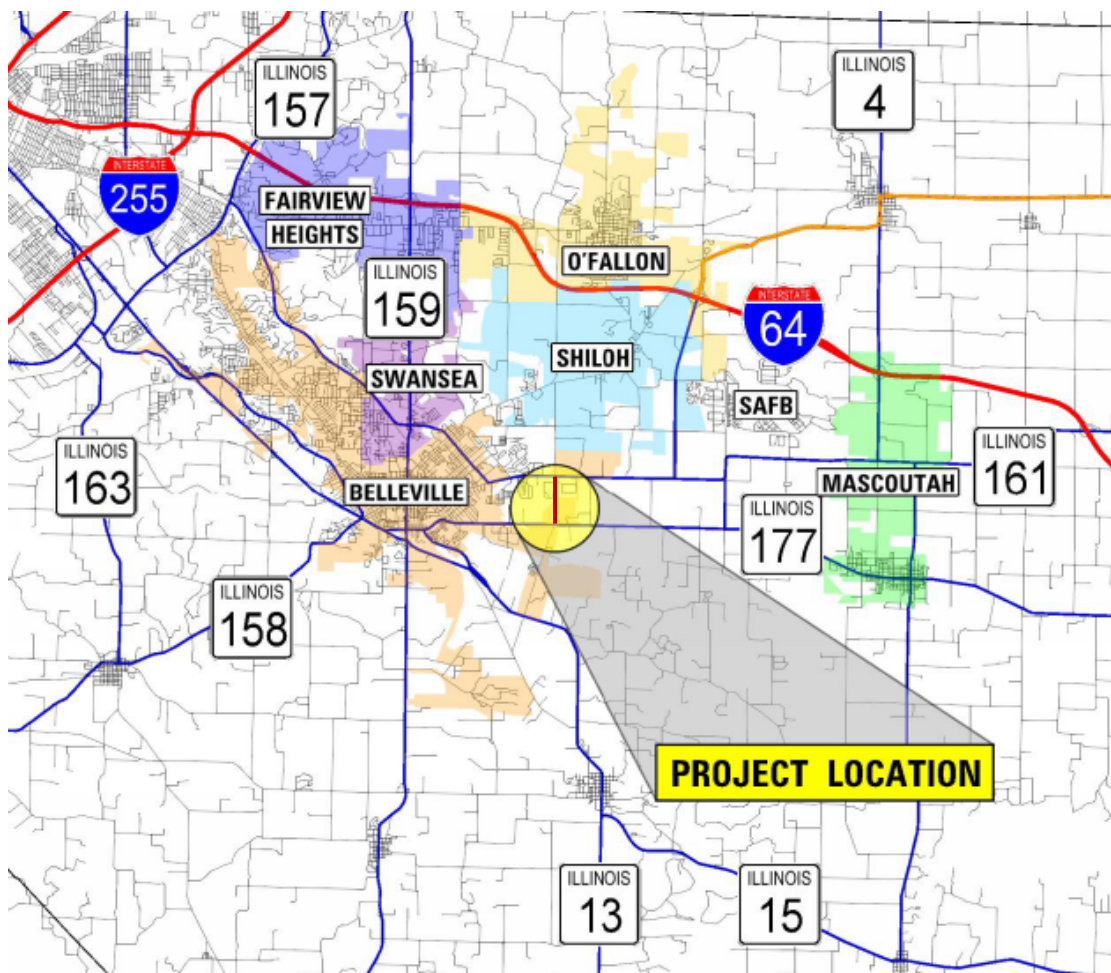 ILLINOIS
157
ILLINOIS
4
INTERSTATE
255
FAIRVIEW
HEIGHTS
O'FALLON
ILLINOIS
159
INTERSTATE
64
SHILOH
SWANSEA
SAFB
ILLINOIS
163
BELLEVILLE
MASCOUTAH
ILLINOIS
161
ILLINOIS
177
ILLINOIS
158
PROJECT LOCATION
ILLINOIS
13
ILLINOIS
15